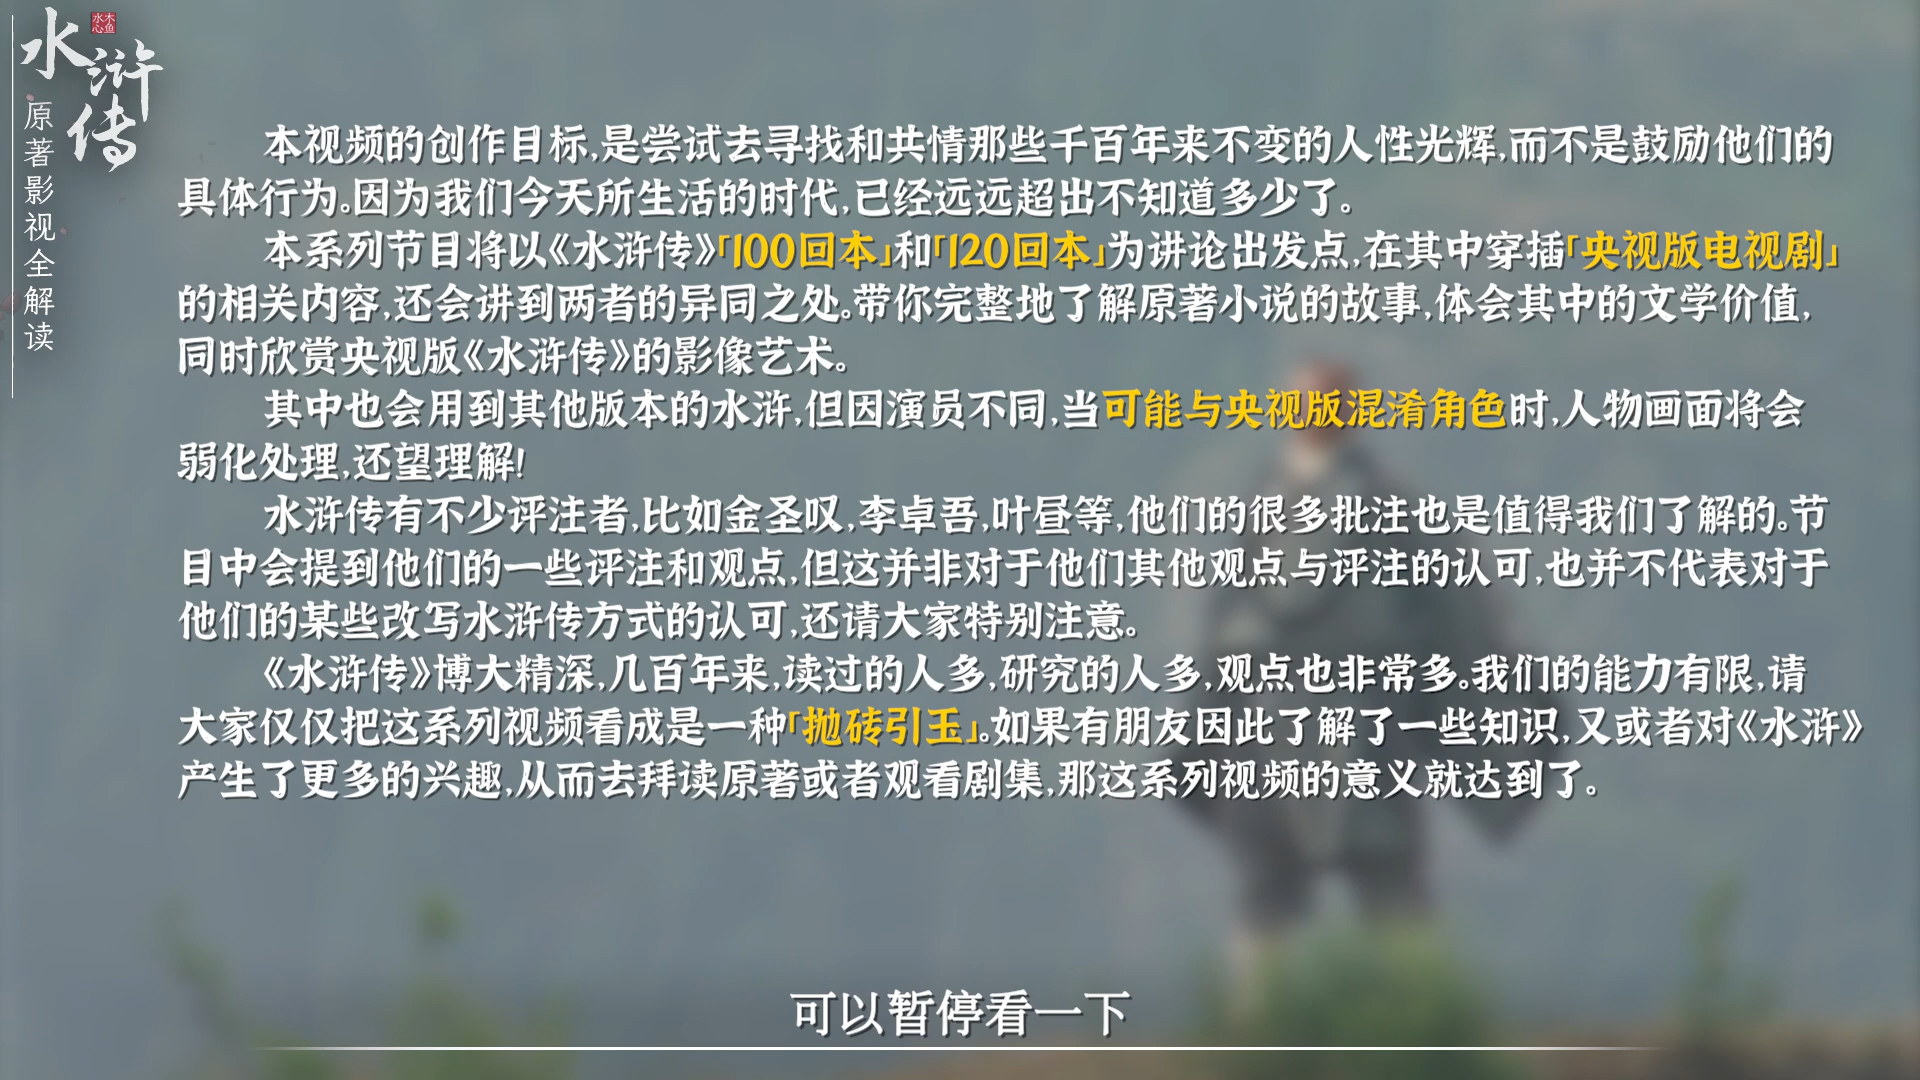 水浒传
木鱼
水心
原著影视全解读
本视频的创作目标,是尝试去寻找和共情那些千百年来不变的人性光辉,而不是鼓励他们的
具体行为。因为我们今天所生活的时代,已经远远超出不知道多少了。
本系列节目将以《水浒传》「100回本」和「120回本」为讲论出发点,在其中穿插「央视版电视剧」
的相关内容,还会讲到两者的异同之处。带你完整地了解原著小说的故事,体会其中的文学价值,
同时欣赏央视版《水浒传》的影像艺术。
其中也会用到其他版本的水浒,但因演员不同,当可能与央视版混淆角色时,人物画面将会
弱化处理,还望理解!
水浒传有不少评注者,比如金圣叹,李卓吾,叶昼等,他们的很多批注也是值得我们了解的。节
目中会提到他们的一些评注和观点,但这并非对于他们其他观点与评注的认可,也并不代表对于
他们的某些改写水浒传方式的认可,还请大家特别注意。
《水浒传》博大精深,几百年来,读过的人多,研究的人多,观点也非常多。我们的能力有限,请
大家仅仅把这系列视频看成是一种「抛砖引玉」。如果有朋友因此了解了一些知识,又或者对《水浒》
产生了更多的兴趣,从而去拜读原著或者观看剧集,那这系列视频的意义就达到了。
可以暂停看一下